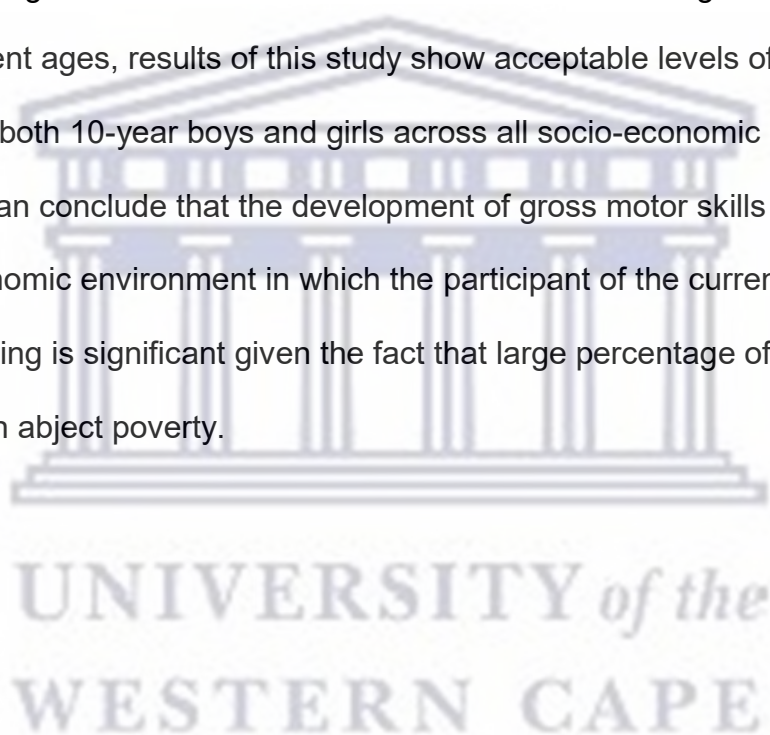 ent ages, results of this study show acceptable levels of
both 10-year boys and girls across all socio-economic
an conclude that the development of gross motor skills
nomic environment in which the participant of the curren
ing is significant given the fact that large percentage of
n abject poverty.
UNIVERSITY of the
WESTERN CAPE